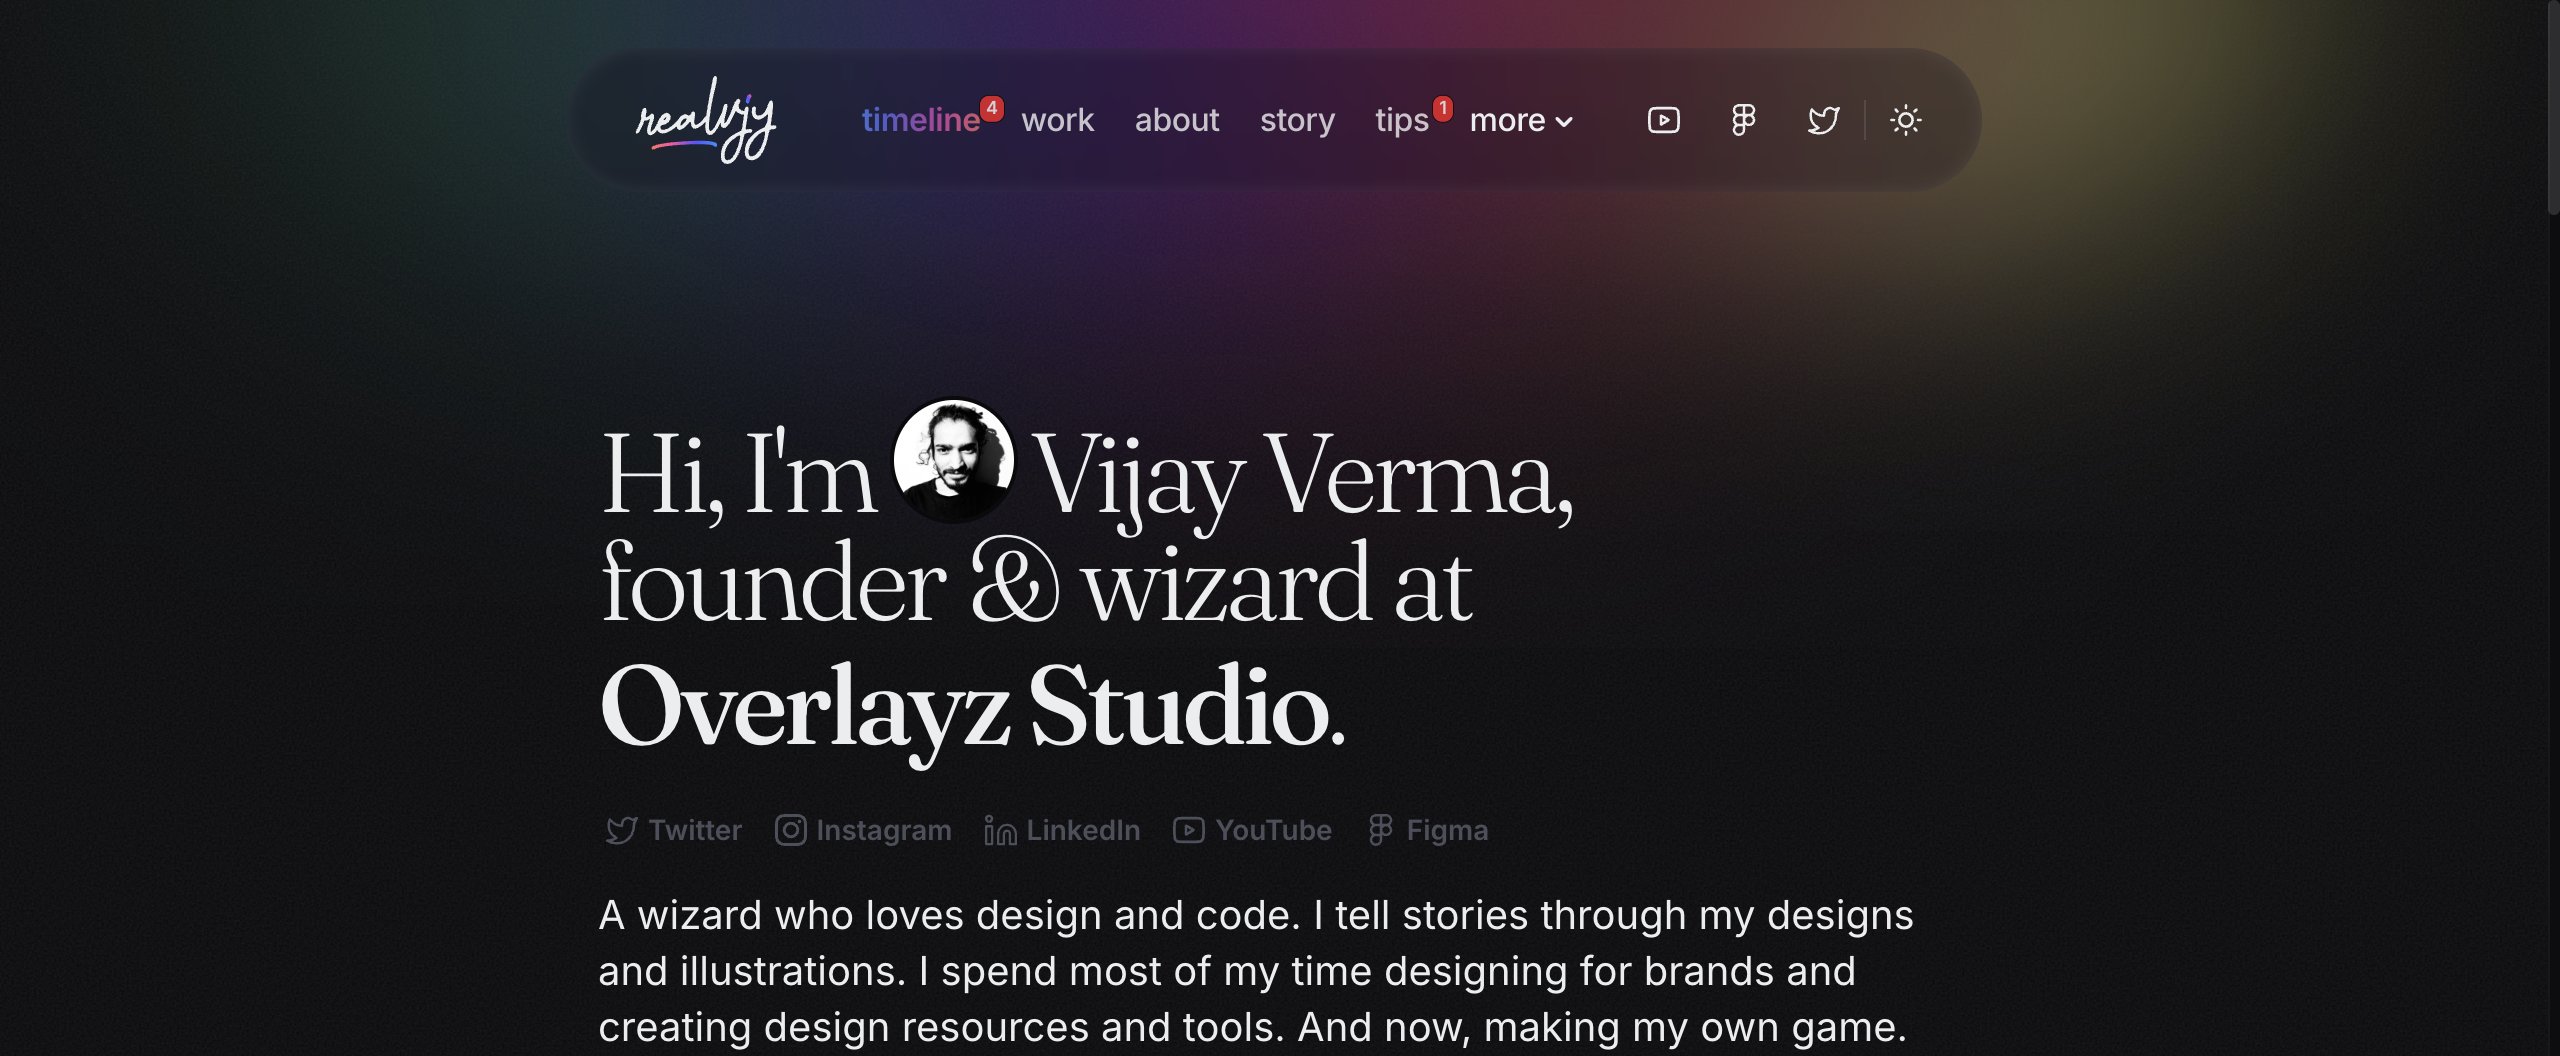 realvjy timeline 4 work about story tips 1 more
Hi, I'm Vijay Verma,
founder & wizard at
Overlayz Studio.
Twitter Instagram LinkedIn YouTube Figma
A wizard who loves design and code. I tell stories through my designs
and illustrations. I spend most of my time designing for brands and
creating design resources and tools. And now, making my own game.